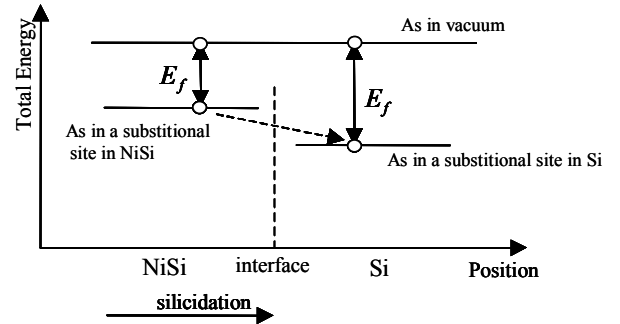 As in vacuum
Total Energy
E_f
E_f
As in a substitional
site in NiSi
As in a substitional site in Si
NiSi
interface
Si
Position
silicidation